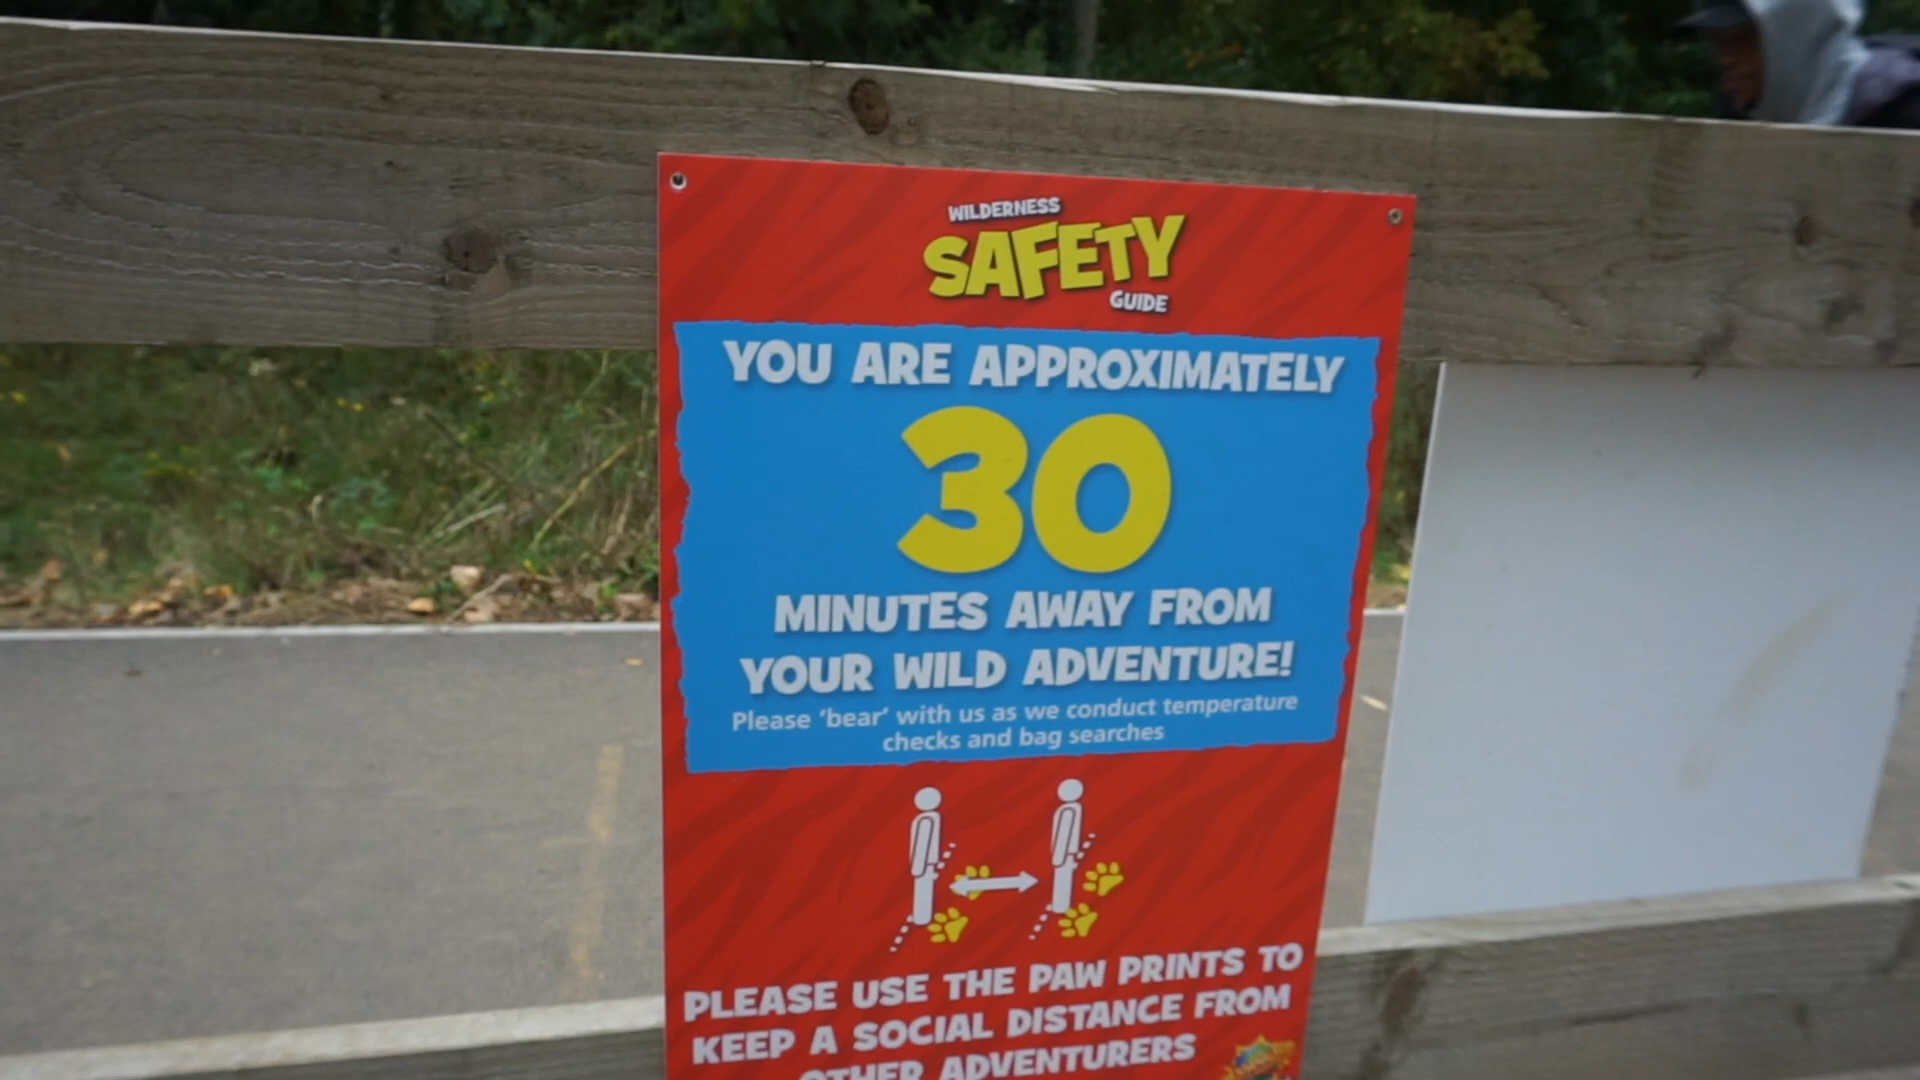 WILDERNESS
SAFETY
GUIDE
YOU ARE APPROXIMATELY
30
MINUTES AWAY FROM
YOUR WILD ADVENTURE!
Please 'bear' with us as we conduct temperature
checks and bag searches
PLEASE USE THE PAW PRINTS TO
KEEP A SOCIAL DISTANCE FROM
OTHER ADVENTURERS